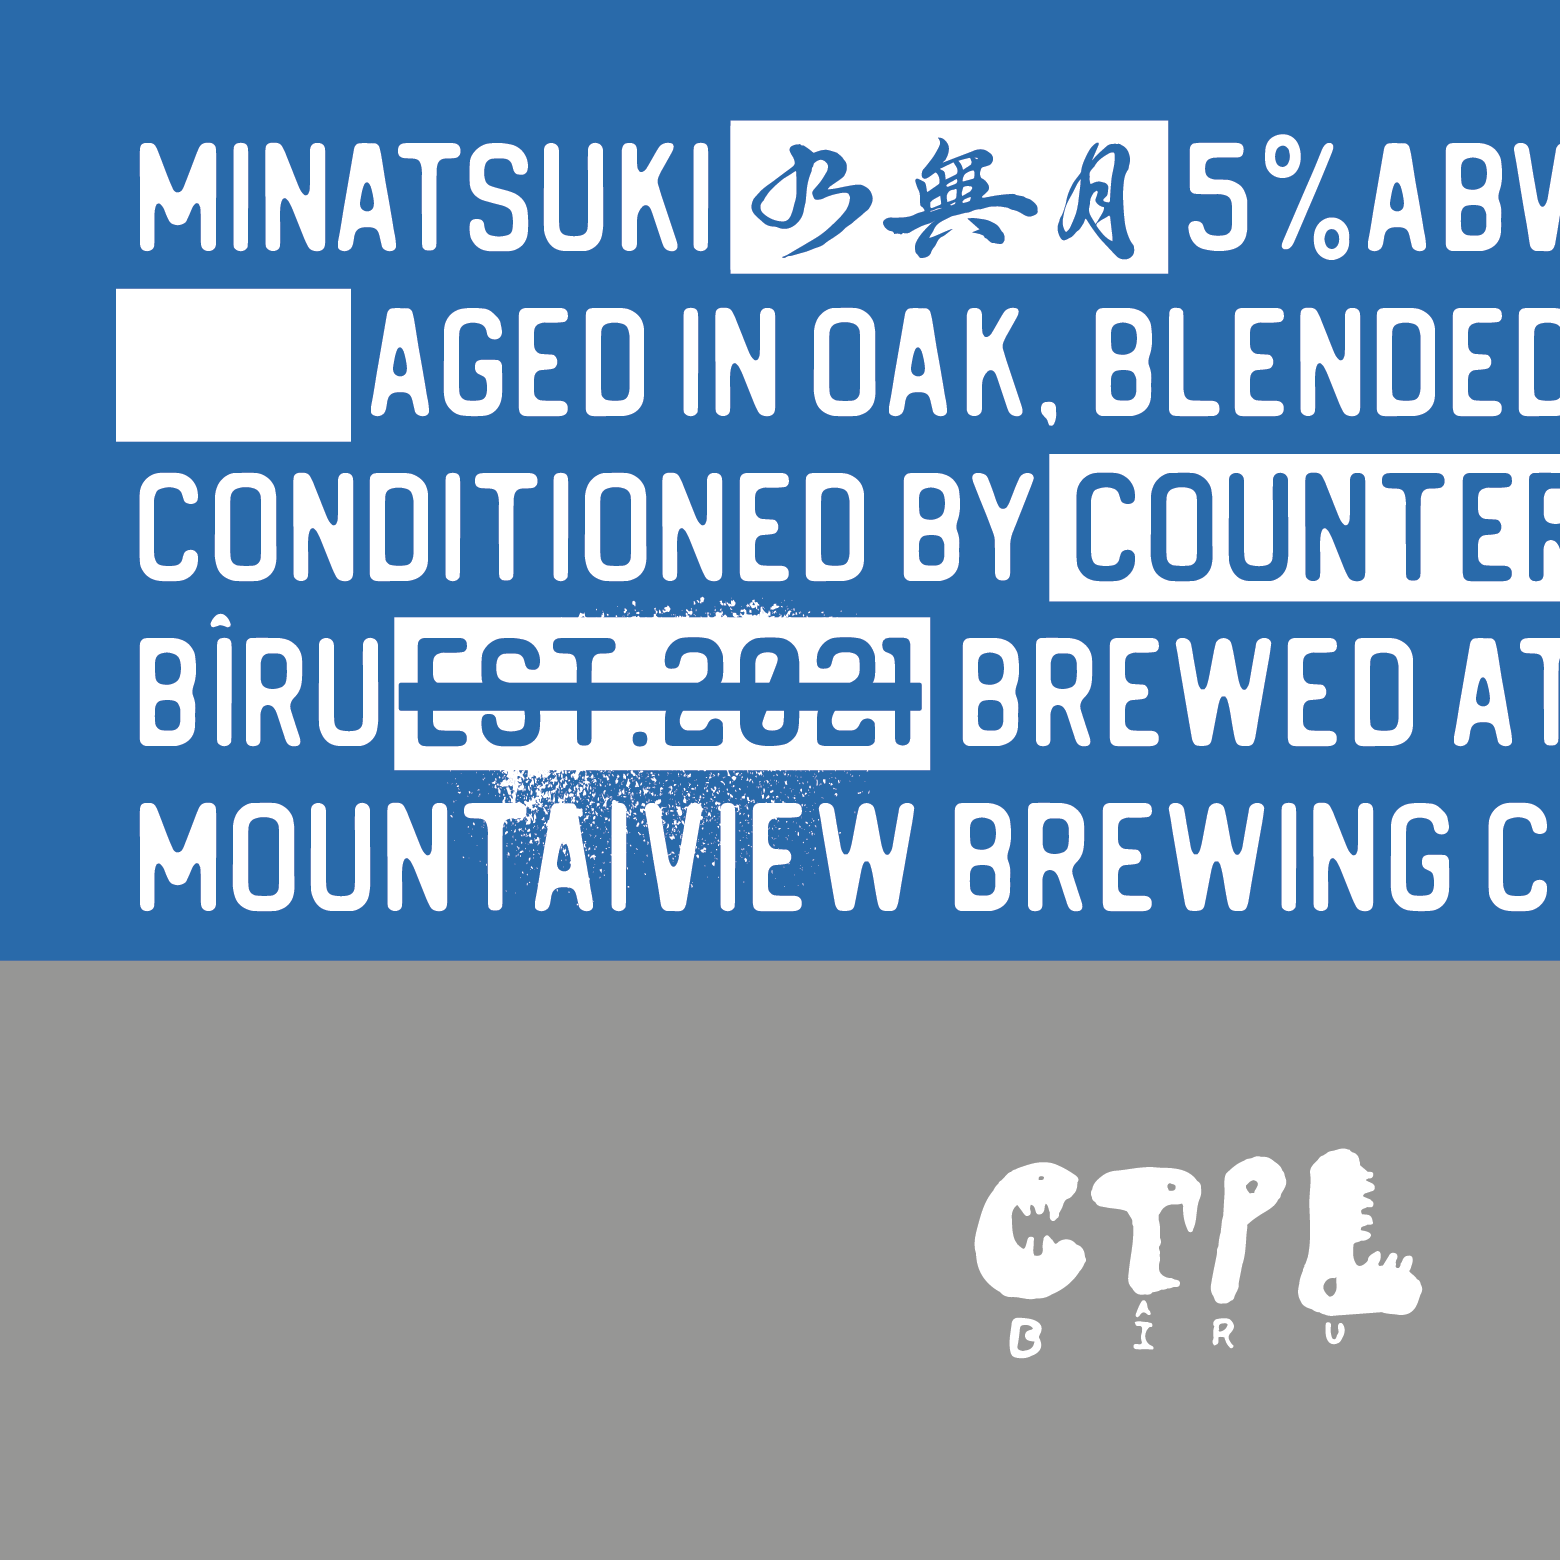 MINATSUKI 水無月 5%ABV
AGED IN OAK, BLENDED
CONDITIONED BY COUNTER
BÎRU EST.2021 BREWED AT
MOUNTAIVIEW BREWING C
CTPL
BÎRU